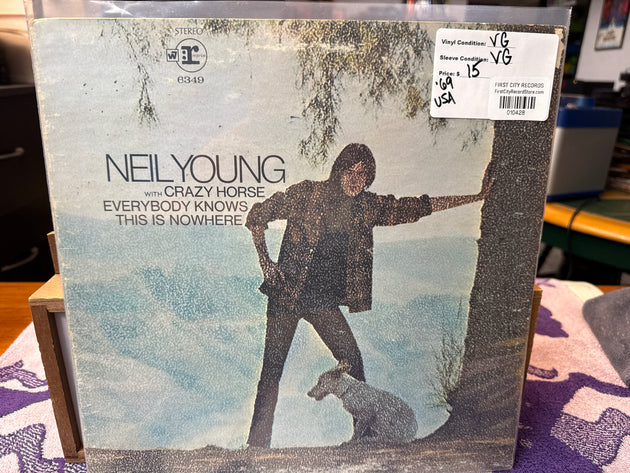 STEREO
W r
6349
NEIL YOUNG
WITH CRAZY HORSE
EVERYBODY KNOWS
THIS IS NOWHERE
Vinyl Condition: VG
Sleeve Condition: VG
Price: $ 15
'69
USA
FIRST CITY RECORDS
FirstCityRecordStore.com
010428